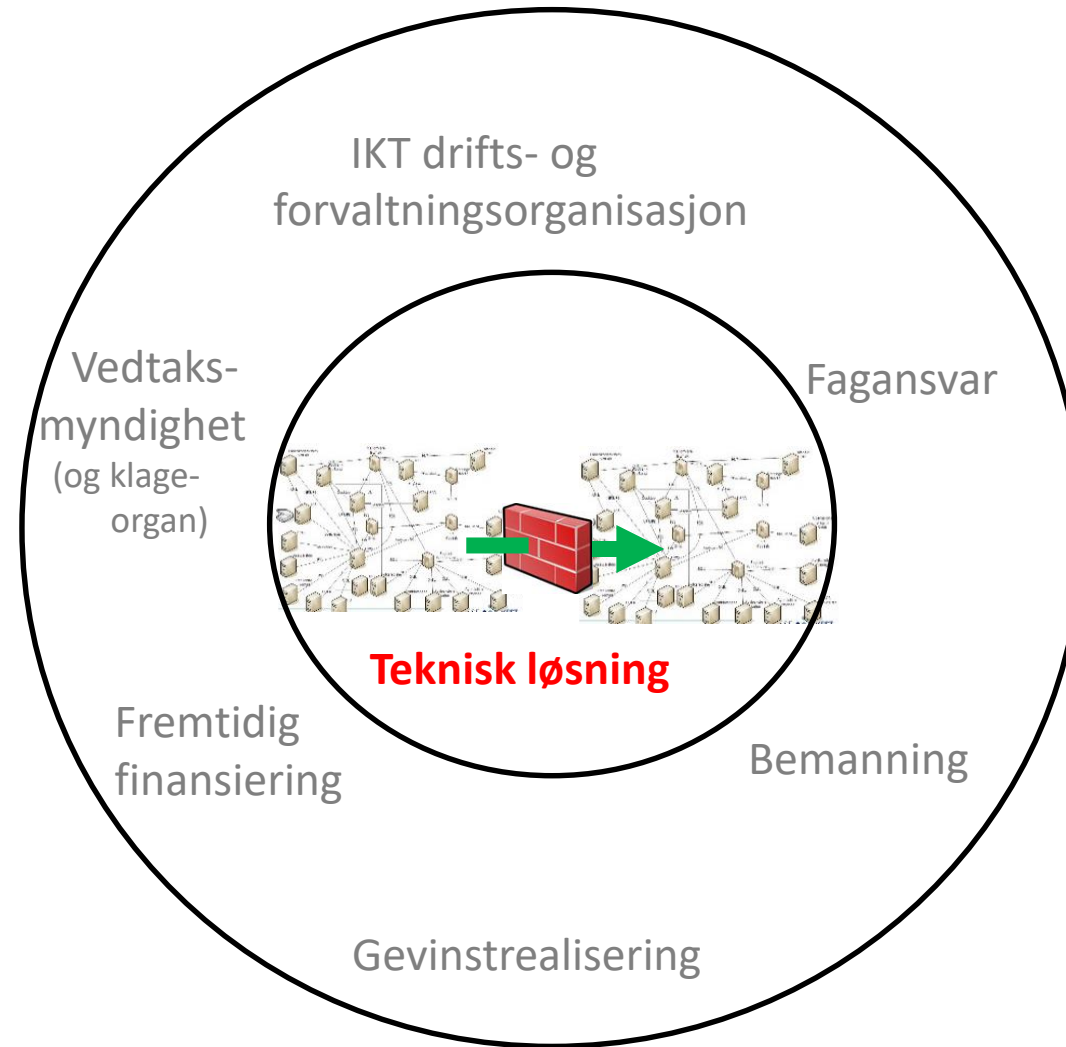 IKT drifts- og
forvaltningsorganisasjon
Vedtaks-
myndighet
(og klage-
organ)
Fagansvar
Teknisk løsning
Fremtidig
finansiering
Bemanning
Gevinstrealisering